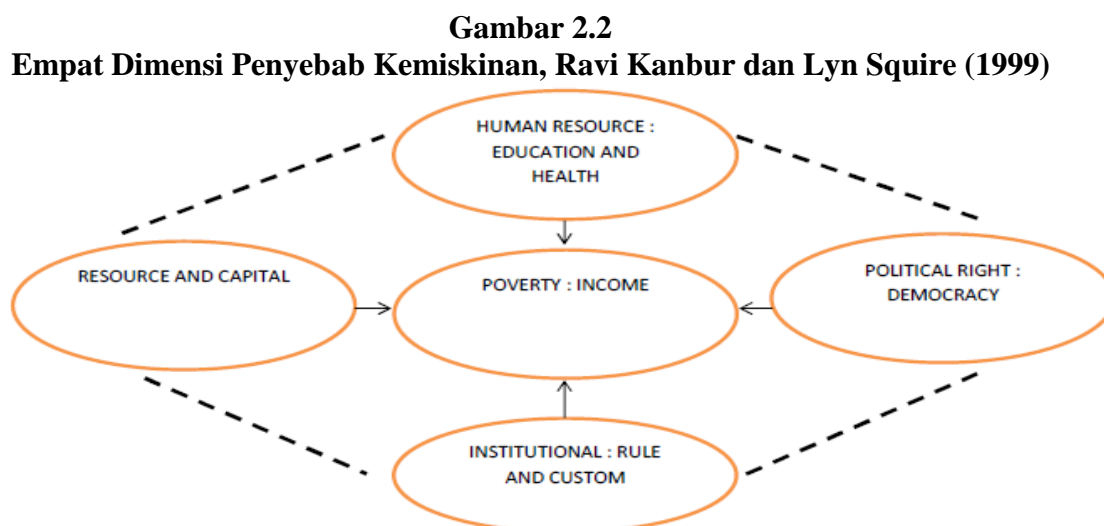 Gambar 2.2
Empat Dimensi Penyebab Kemiskinan, Ravi Kanbur dan Lyn Squire (1999)
HUMAN RESOURCE :
EDUCATION AND
HEALTH
RESOURCE AND CAPITAL
POVERTY : INCOME
POLITICAL RIGHT :
DEMOCRACY
INSTITUTIONAL : RULE
AND CUSTOM